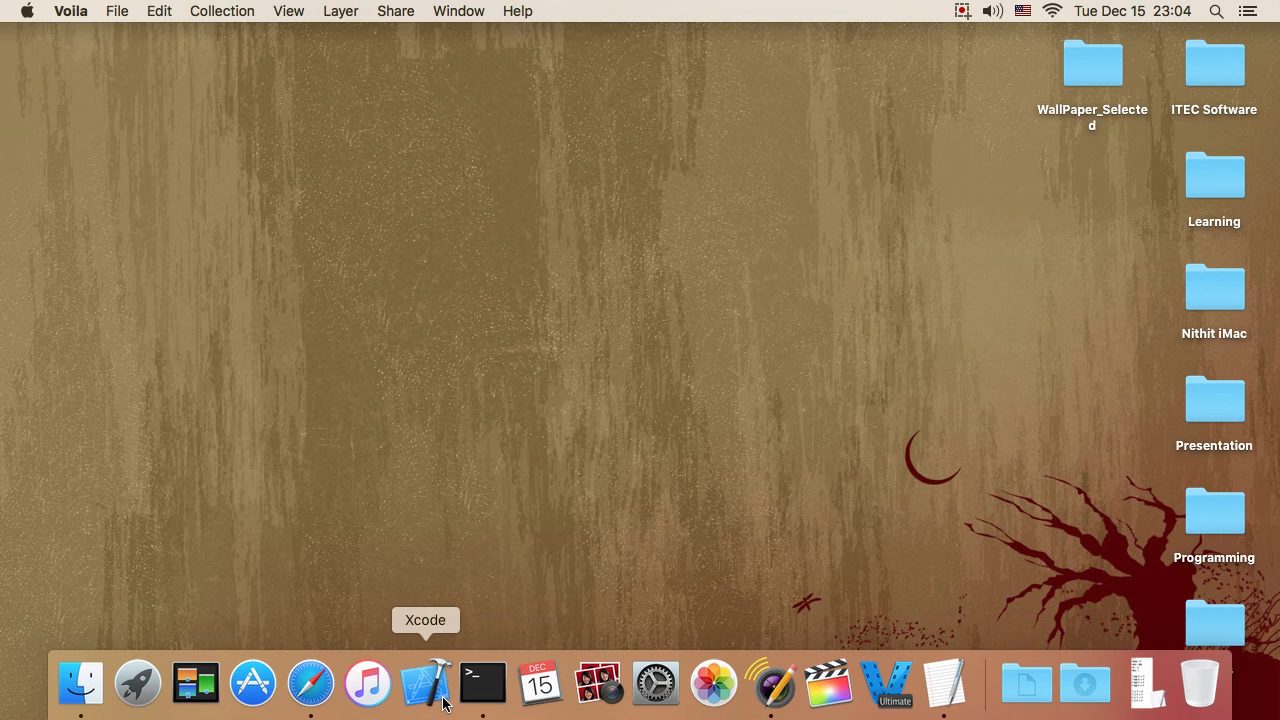 Voila File Edit Collection View Layer Share Window Help Tue Dec 15 23:04
WallPaper_Selecte
d
ITEC Software
Learning
Nithit iMac
Presentation
Programming
Xcode
>_
DEC
15
Ultimate